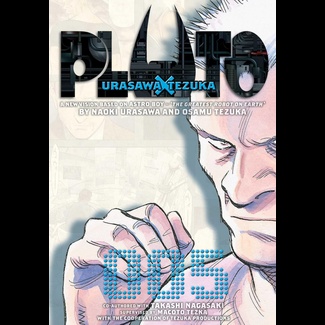 PLUTO
URASAWA X TEZUKA
A NEW VISION BASED ON ASTRO BOY - "THE GREATEST ROBOT ON EARTH"
BY NAOKI URASAWA AND OSAMU TEZUKA
005
CO-AUTHORED WITH TAKASHI NAGASAKI
SUPERVISED BY MACOTO TEZKA
WITH THE COOPERATION OF TEZUKA PRODUCTIONS